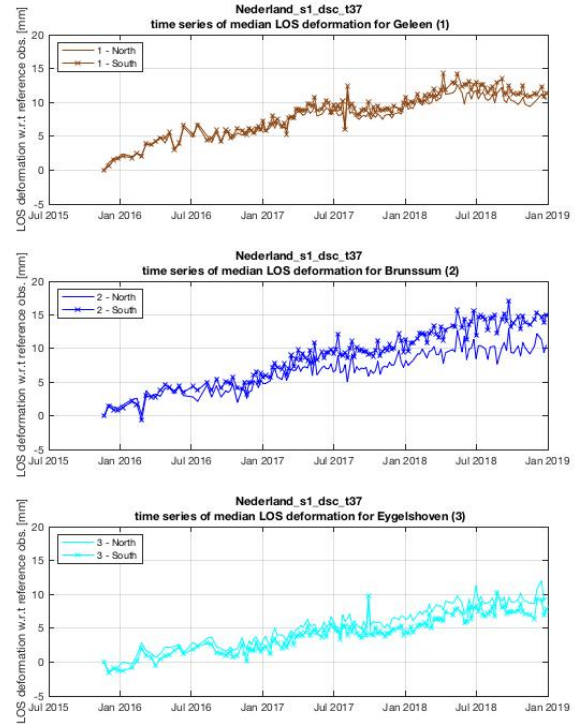 Nederland_s1_dsc_t37
time series of median LOS deformation for Geleen (1)
LOS deformation w.r.t reference obs. [mm]
20
15
10
5
0
-5
1 - North
1 - South
Jul 2015 Jan 2016 Jul 2016 Jan 2017 Jul 2017 Jan 2018 Jul 2018 Jan 2019
Nederland_s1_dsc_t37
time series of median LOS deformation for Brunssum (2)
LOS deformation w.r.t reference obs. [mm]
20
15
10
5
0
-5
2 - North
2 - South
Jul 2015 Jan 2016 Jul 2016 Jan 2017 Jul 2017 Jan 2018 Jul 2018 Jan 2019
Nederland_s1_dsc_t37
time series of median LOS deformation for Eygelshoven (3)
LOS deformation w.r.t reference obs. [mm]
20
15
10
5
0
-5
3 - North
3 - South
Jul 2015 Jan 2016 Jul 2016 Jan 2017 Jul 2017 Jan 2018 Jul 2018 Jan 2019